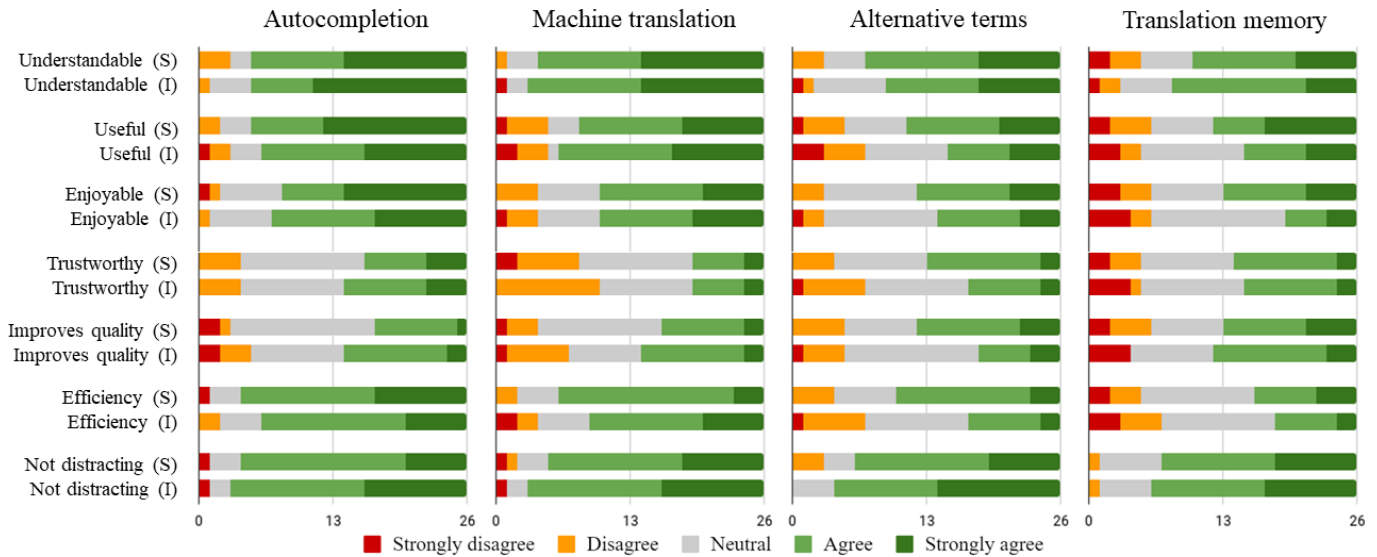 Autocompletion Machine translation Alternative terms Translation memory
Understandable (S)
Understandable (I)
Useful (S)
Useful (I)
Enjoyable (S)
Enjoyable (I)
Trustworthy (S)
Trustworthy (I)
Improves quality (S)
Improves quality (I)
Efficiency (S)
Efficiency (I)
Not distracting (S)
Not distracting (I)
0 13 26 0 13 26 0 13 26 0 13 26
Strongly disagree Disagree Neutral Agree Strongly agree